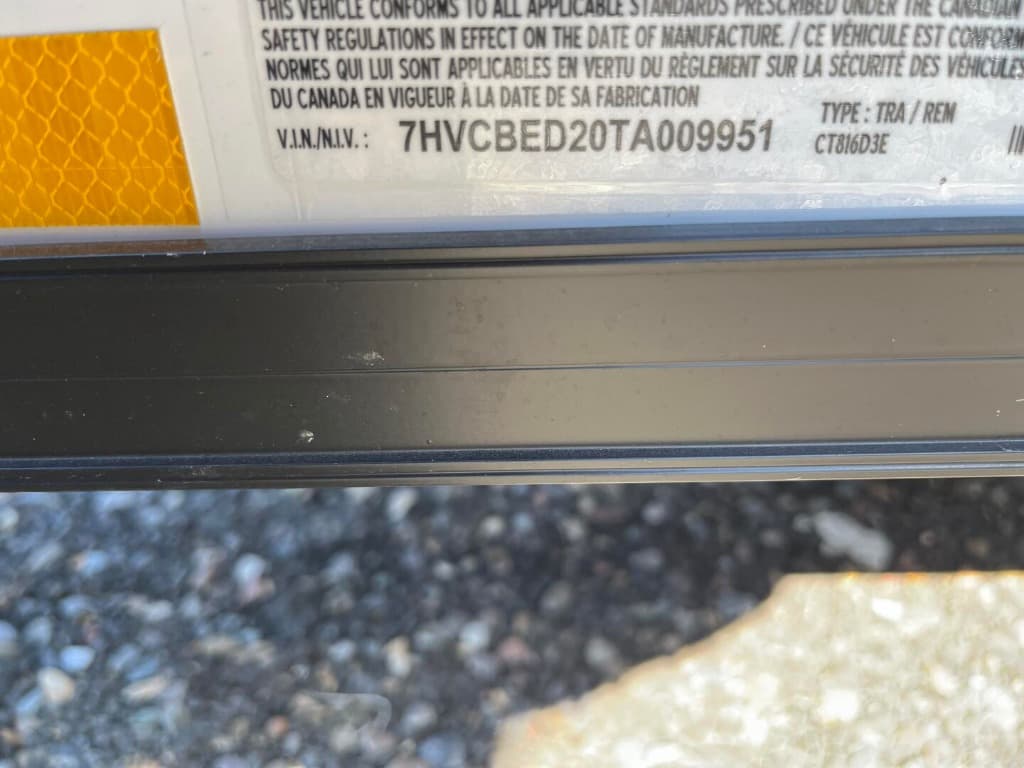 THIS VEHICLE CONFORMS TO ALL APPLICABLE STANDARDS PRESCRIBED UNDER THE CANADIAN
SAFETY REGULATIONS IN EFFECT ON THE DATE OF MANUFACTURE. / CE VÉHICULE EST CONFORM
NORMES QUI LUI SONT APPLICABLES EN VERTU DU RÈGLEMENT SUR LA SÉCURITÉ DES VÉHICULES
DU CANADA EN VIGUEUR À LA DATE DE SA FABRICATION
TYPE : TRA / REM
V.I.N./N.I.V. : 7HVCBED20TA009951
CT816D3E